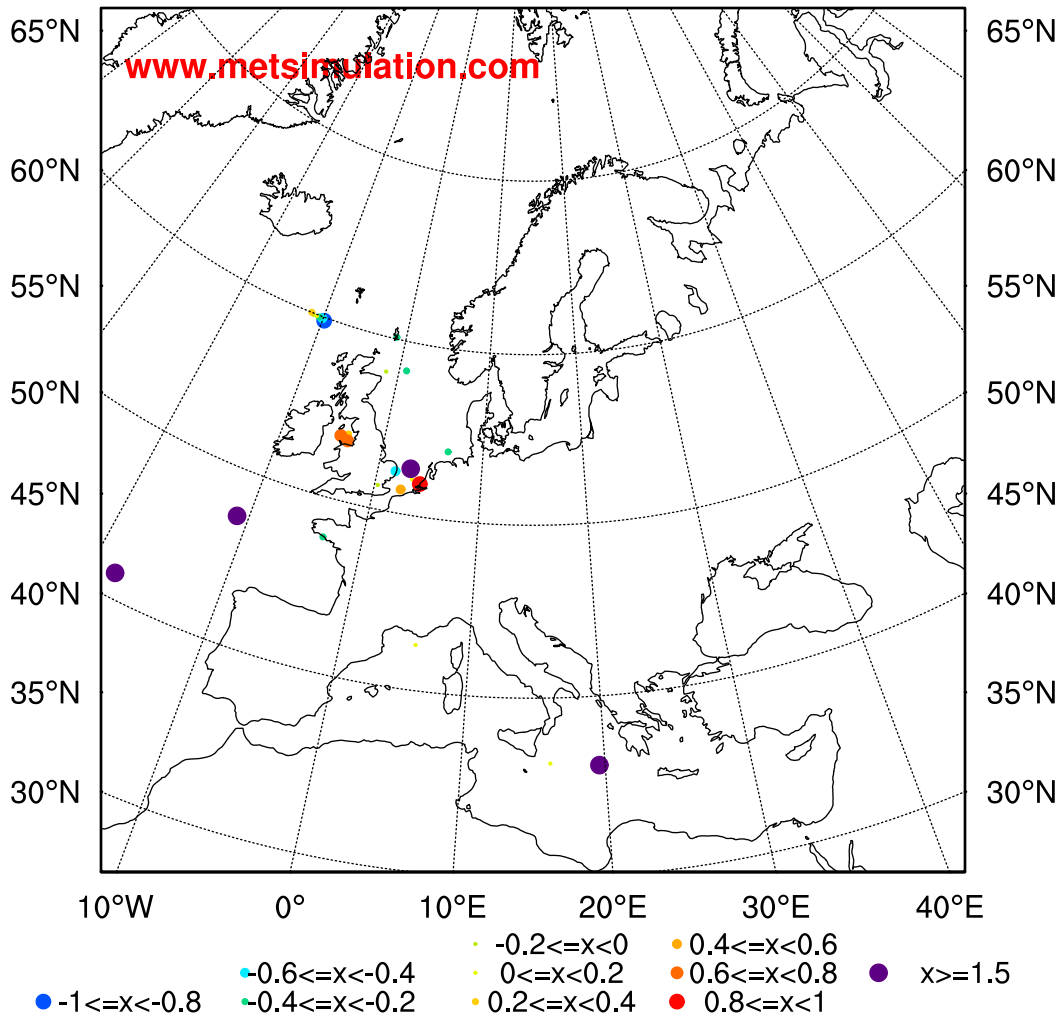 65°N 65°N
www.metsimulation.com
60°N 60°N
55°N 55°N
50°N 50°N
45°N 45°N
40°N 40°N
35°N 35°N
30°N 30°N
10°W 0° 10°E 20°E 30°E 40°E
-0.2<=x<0 0.4<=x<0.6
-0.6<=x<-0.4 0<=x<0.2 0.6<=x<0.8 x>=1.5
-1<=x<-0.8 -0.4<=x<-0.2 0.2<=x<0.4 0.8<=x<1